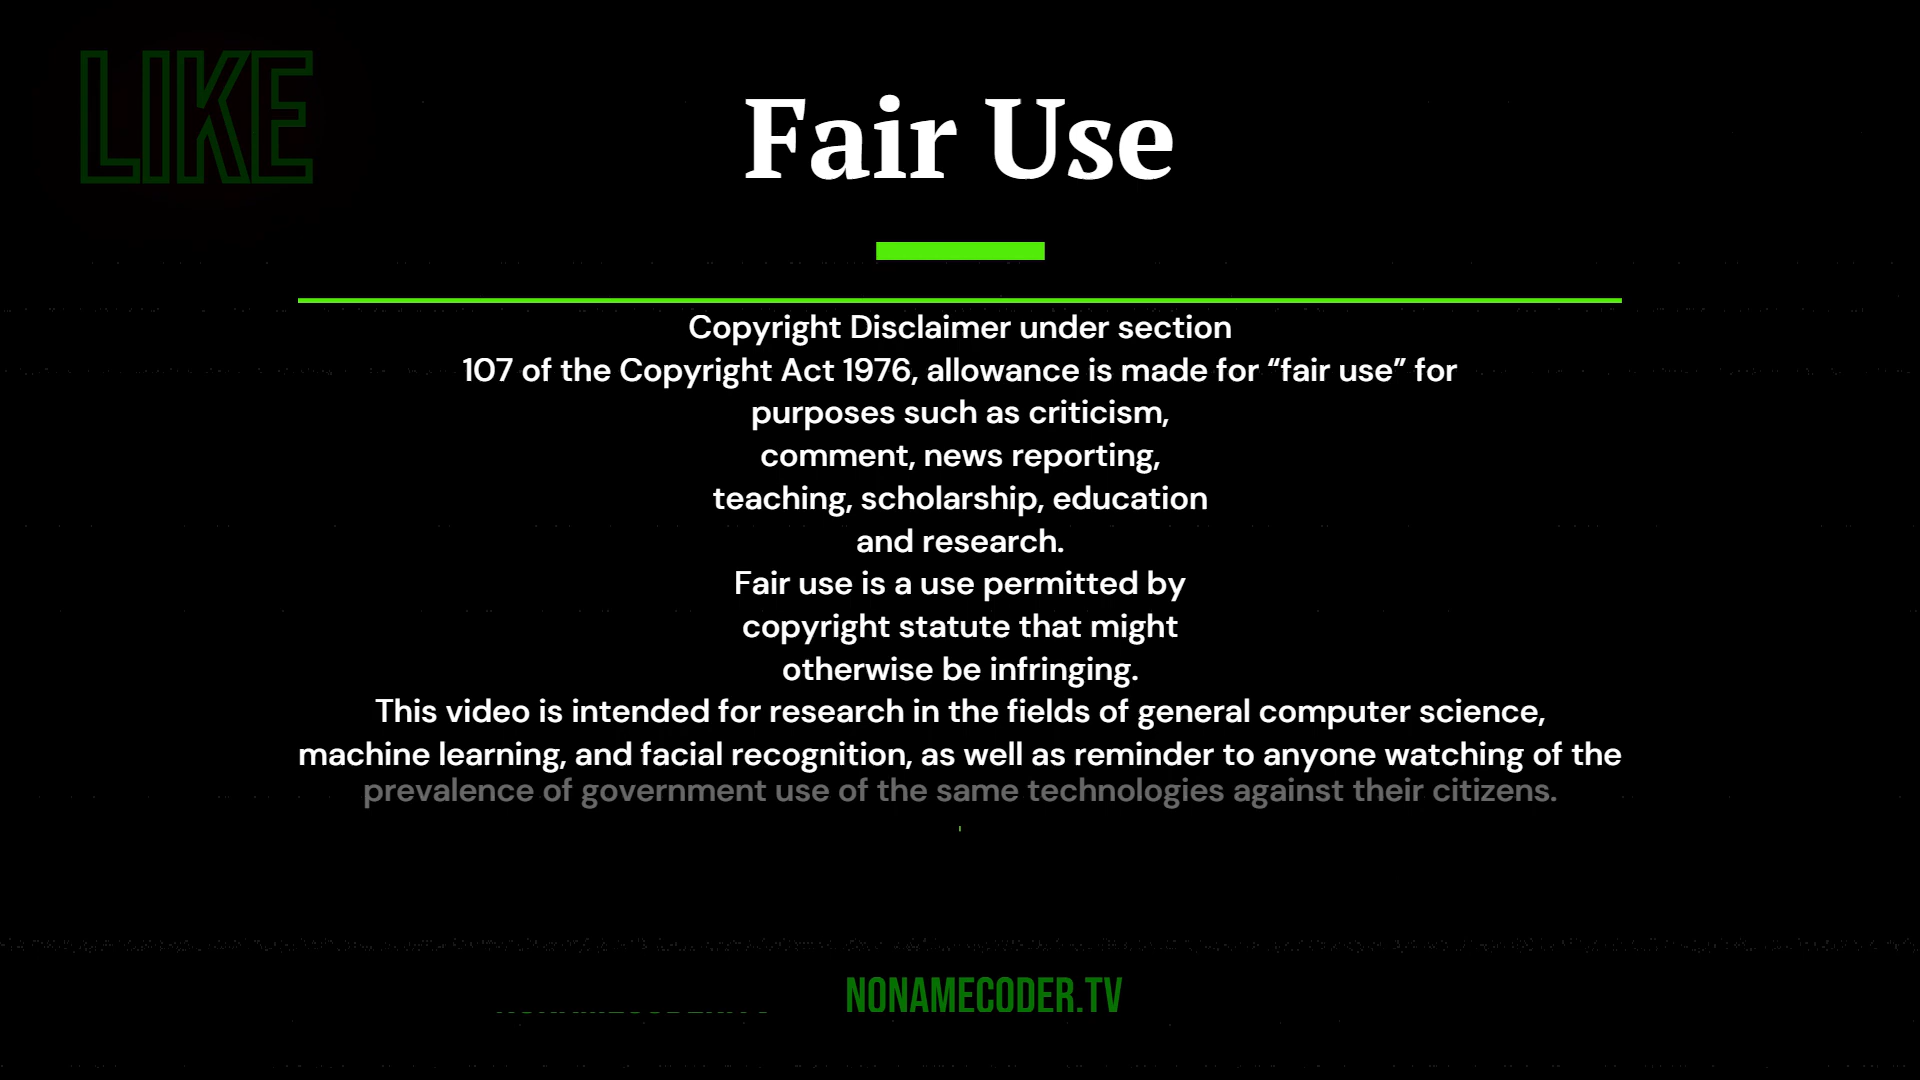 LIKE
Fair Use
Copyright Disclaimer under section
107 of the Copyright Act 1976, allowance is made for “fair use” for
purposes such as criticism,
comment, news reporting,
teaching, scholarship, education
and research.
Fair use is a use permitted by
copyright statute that might
otherwise be infringing.
This video is intended for research in the fields of general computer science,
machine learning, and facial recognition, as well as reminder to anyone watching of the
prevalence of government use of the same technologies against their citizens.
NONAMECODER.TV